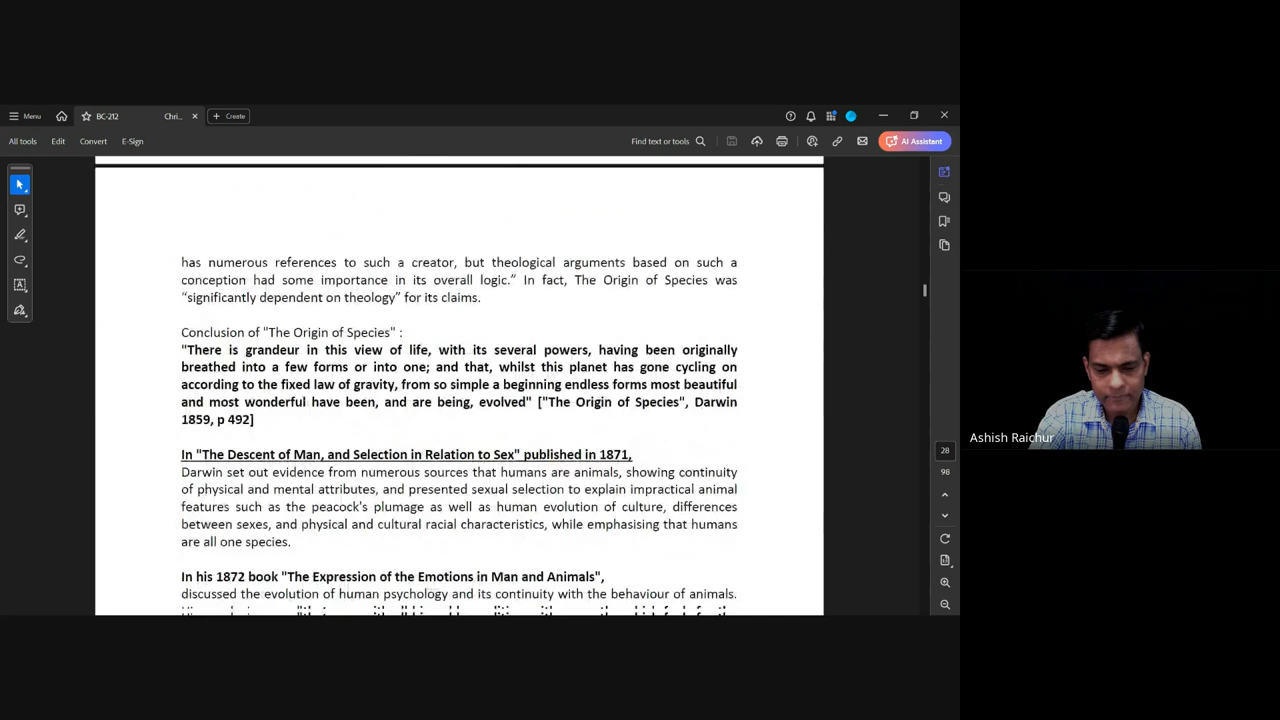 Menu
BC-212
Chri...
Create
All tools
Edit
Convert
E-Sign
Find text or tools
AI Assistant
has numerous references to such a creator, but theological arguments based on such a
conception had some importance in its overall logic.” In fact, The Origin of Species was
“significantly dependent on theology” for its claims.
Conclusion of "The Origin of Species" :
"There is grandeur in this view of life, with its several powers, having been originally
breathed into a few forms or into one; and that, whilst this planet has gone cycling on
according to the fixed law of gravity, from so simple a beginning endless forms most beautiful
and most wonderful have been, and are being, evolved" ["The Origin of Species", Darwin
1859, p 492]
In "The Descent of Man, and Selection in Relation to Sex" published in 1871,
Darwin set out evidence from numerous sources that humans are animals, showing continuity
of physical and mental attributes, and presented sexual selection to explain impractical animal
features such as the peacock's plumage as well as human evolution of culture, differences
between sexes, and physical and cultural racial characteristics, while emphasising that humans
are all one species.
In his 1872 book "The Expression of the Emotions in Man and Animals",
discussed the evolution of human psychology and its continuity with the behaviour of animals.
28
98
Ashish Raichur